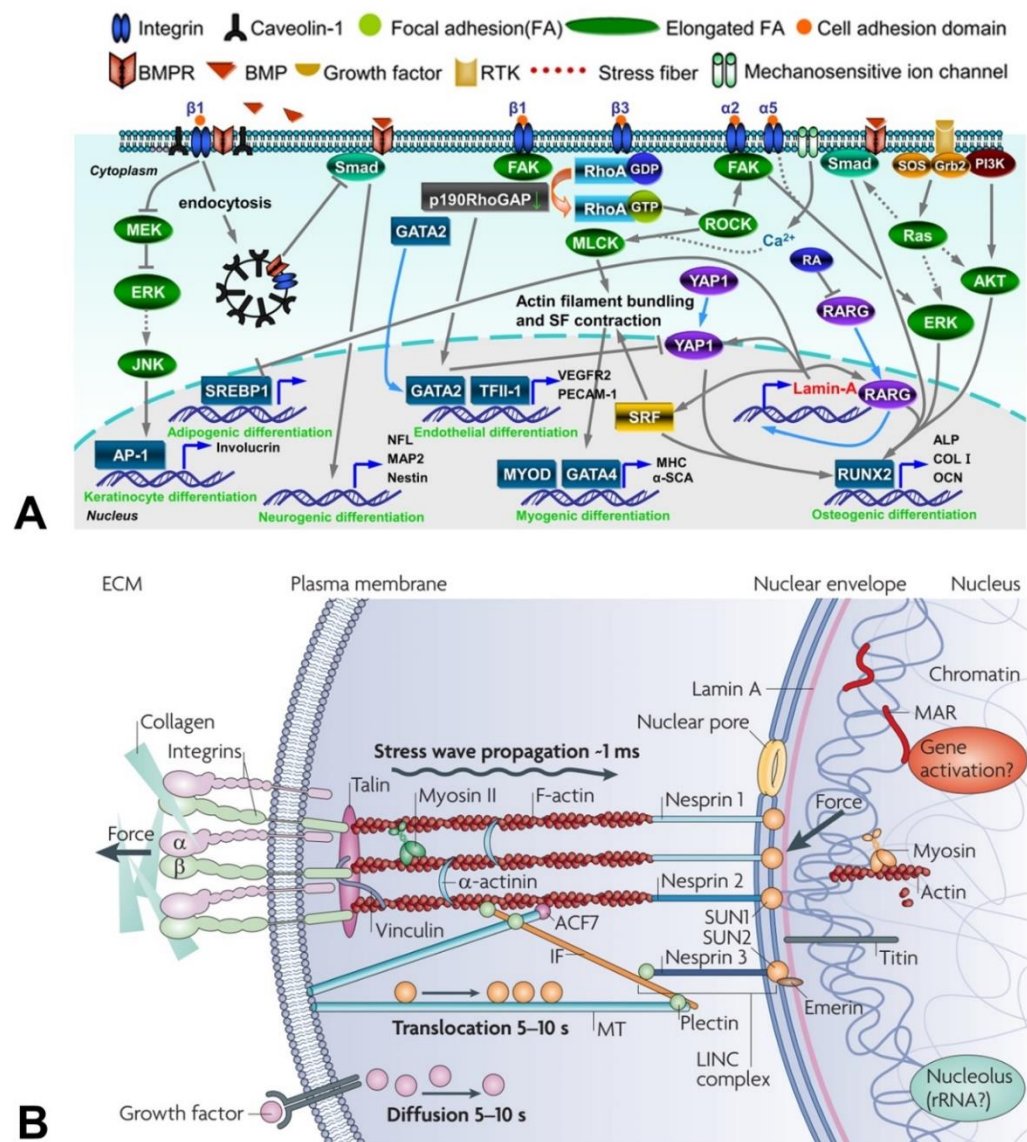 Integrin Caveolin-1 Focal adhesion(FA) Elongated FA Cell adhesion domain
BMPR BMP Growth factor RTK Stress fiber Mechanosensitive ion channel
β1 β1 β3 α2 α5
Cytoplasm
Smad FAK RhoA GDP FAK Smad SOS Grb2 PI3K
endocytosis
p190RhoGAP↓
RhoA GTP ROCK
MEK
GATA2
MLCK
Ca²⁺
Ras
RA
AKT
ERK
YAP1
RARG
ERK
Actin filament bundling
and SF contraction
JNK
YAP1
SREBP1
GATA2 TFII-1
VEGFR2
PECAM-1
SRF
Lamin-A
RARG
Adipogenic differentiation
Endothelial differentiation
AP-1
Involucrin
NFL
MAP2
Nestin
MYOD GATA4
MHC
α-SCA
RUNX2
ALP
COL I
OCN
Keratinocyte differentiation
Neurogenic differentiation
Myogenic differentiation
Osteogenic differentiation
Nucleus
A
ECM Plasma membrane Nuclear envelope Nucleus
Chromatin
Lamin A
MAR
Nuclear pore
Collagen
Integrins
Gene
activation?
Stress wave propagation ~1 ms
Talin
Myosin II
F-actin
Nesprin 1
Force
Force
α
β
Myosin
α-actinin
Nesprin 2
Actin
Vinculin
ACF7
SUN1
SUN2
IF
Nesprin 3
Titin
Emerin
Translocation 5–10 s
MT
Plectin
LINC
complex
Growth factor
Diffusion 5–10 s
Nucleolus
(rRNA?)
B